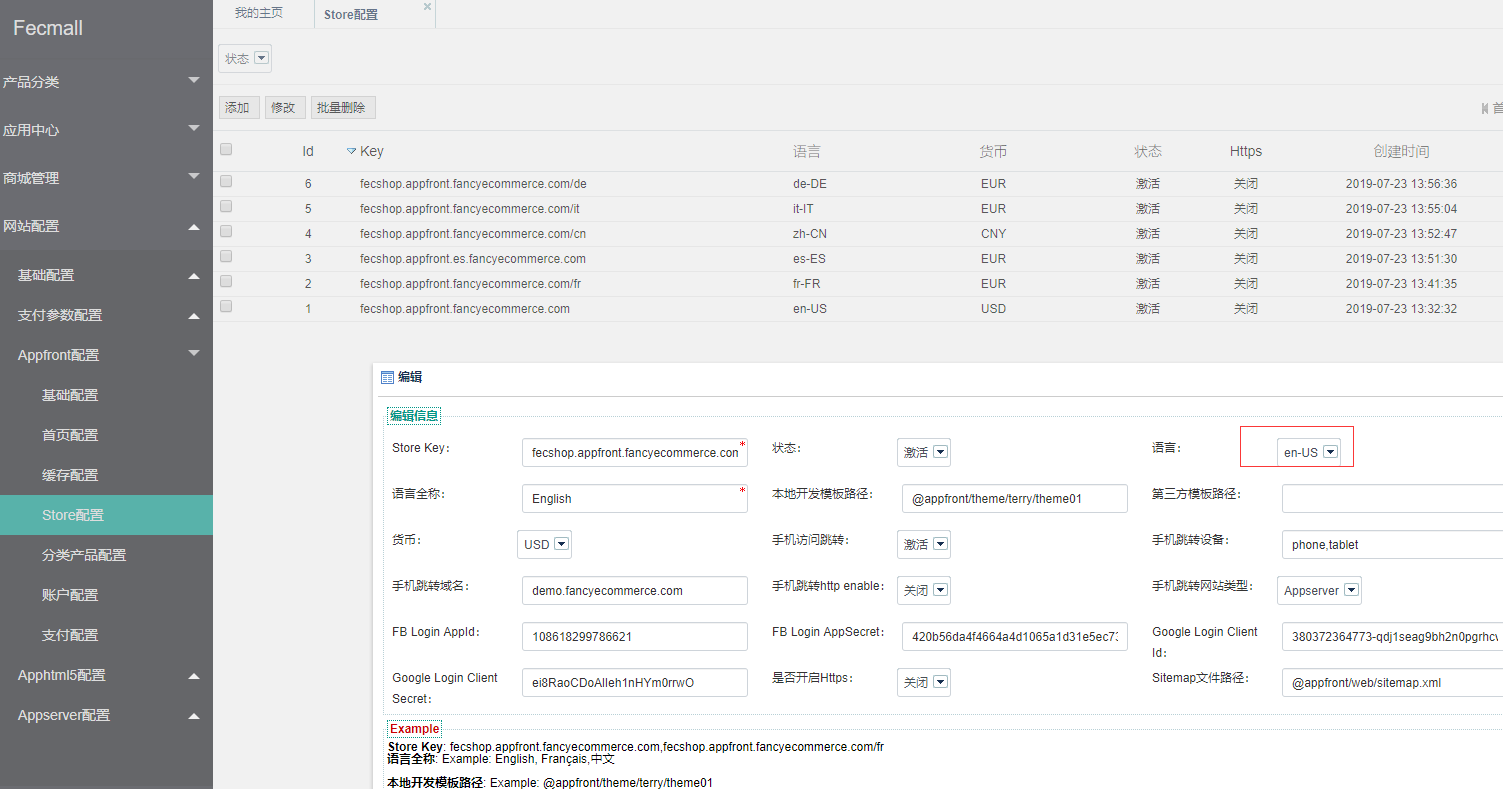 Fecmall
我的主页
Store配置
状态
产品分类
应用中心
商城管理
网站配置
基础配置
支付参数配置
Appfront配置
基础配置
首页配置
缓存配置
Store配置
分类产品配置
账户配置
支付配置
Apphtml5配置
Appserver配置
添加 修改 批量删除 首
Id Key 语言 货币 状态 Https 创建时间
6 fecshop.appfront.fancyecommerce.com/de de-DE EUR 激活 关闭 2019-07-23 13:56:36
5 fecshop.appfront.fancyecommerce.com/it it-IT EUR 激活 关闭 2019-07-23 13:55:04
4 fecshop.appfront.fancyecommerce.com/cn zh-CN CNY 激活 关闭 2019-07-23 13:52:47
3 fecshop.appfront.es.fancyecommerce.com es-ES EUR 激活 关闭 2019-07-23 13:51:30
2 fecshop.appfront.fancyecommerce.com/fr fr-FR EUR 激活 关闭 2019-07-23 13:41:35
1 fecshop.appfront.fancyecommerce.com en-US USD 激活 关闭 2019-07-23 13:32:32
编辑
编辑信息
Store Key: fecshop.appfront.fancyecommerce.com * 状态: 激活 语言: en-US
语言全称: English * 本地开发模板路径: @appfront/theme/terry/theme01 第三方模板路径:
货币: USD 手机访问跳转: 激活 手机跳转设备: phone,tablet
手机跳转域名: demo.fancyecommerce.com 手机跳转http enable: 关闭 手机跳转网站类型: Appserver
FB Login AppId: 108618299786621 FB Login AppSecret: 420b56da4f4664a4d1065a1d31e5ec73 Google Login Client Id: 380372364773-qdj1seag9bh2n0pgrhcv
Google Login Client Secret: ei8RaoCDoAlIeh1nHYm0rrwO 是否开启Https: 关闭 Sitemap文件路径: @appfront/web/sitemap.xml
Example
Store Key: fecshop.appfront.fancyecommerce.com,fecshop.appfront.fancyecommerce.com/fr
语言全称: Example: English, Français,中文
本地开发模板路径: Example: @appfront/theme/terry/theme01